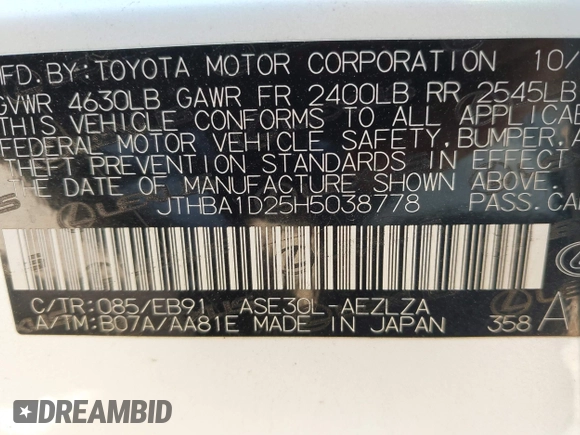 MFD. BY: TOYOTA MOTOR CORPORATION 10/
GVWR 4630LB GAWR FR 2400LB RR 2545LB
THIS VEHICLE CONFORMS TO ALL APPLICAB
FEDERAL MOTOR VEHICLE SAFETY, BUMPER, A
THEFT PREVENTION STANDARDS IN EFFECT
THE DATE OF MANUFACTURE SHOWN ABOVE.
JTHBA1D25H5038778 PASS. CA
C/TR: 085/EB91 ASE30L-AEZLZA
A/TM: B07A/AA81E MADE IN JAPAN 358 A
DREAMBID